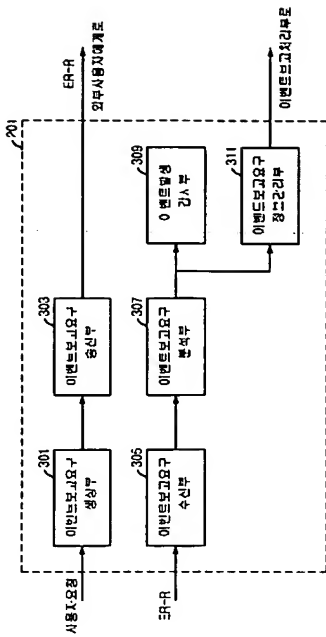 201
사용자 요청
301
이벤트보고요구
생성부
303
이벤트보고요구
송신부
ER-R
외부사용자에게로
ER-R
305
이벤트보고요구
수신부
307
이벤트보고요구
분석부
309
이벤트발생
감시부
311
이벤트보고요구
정보관리부
이벤트보고처리부로